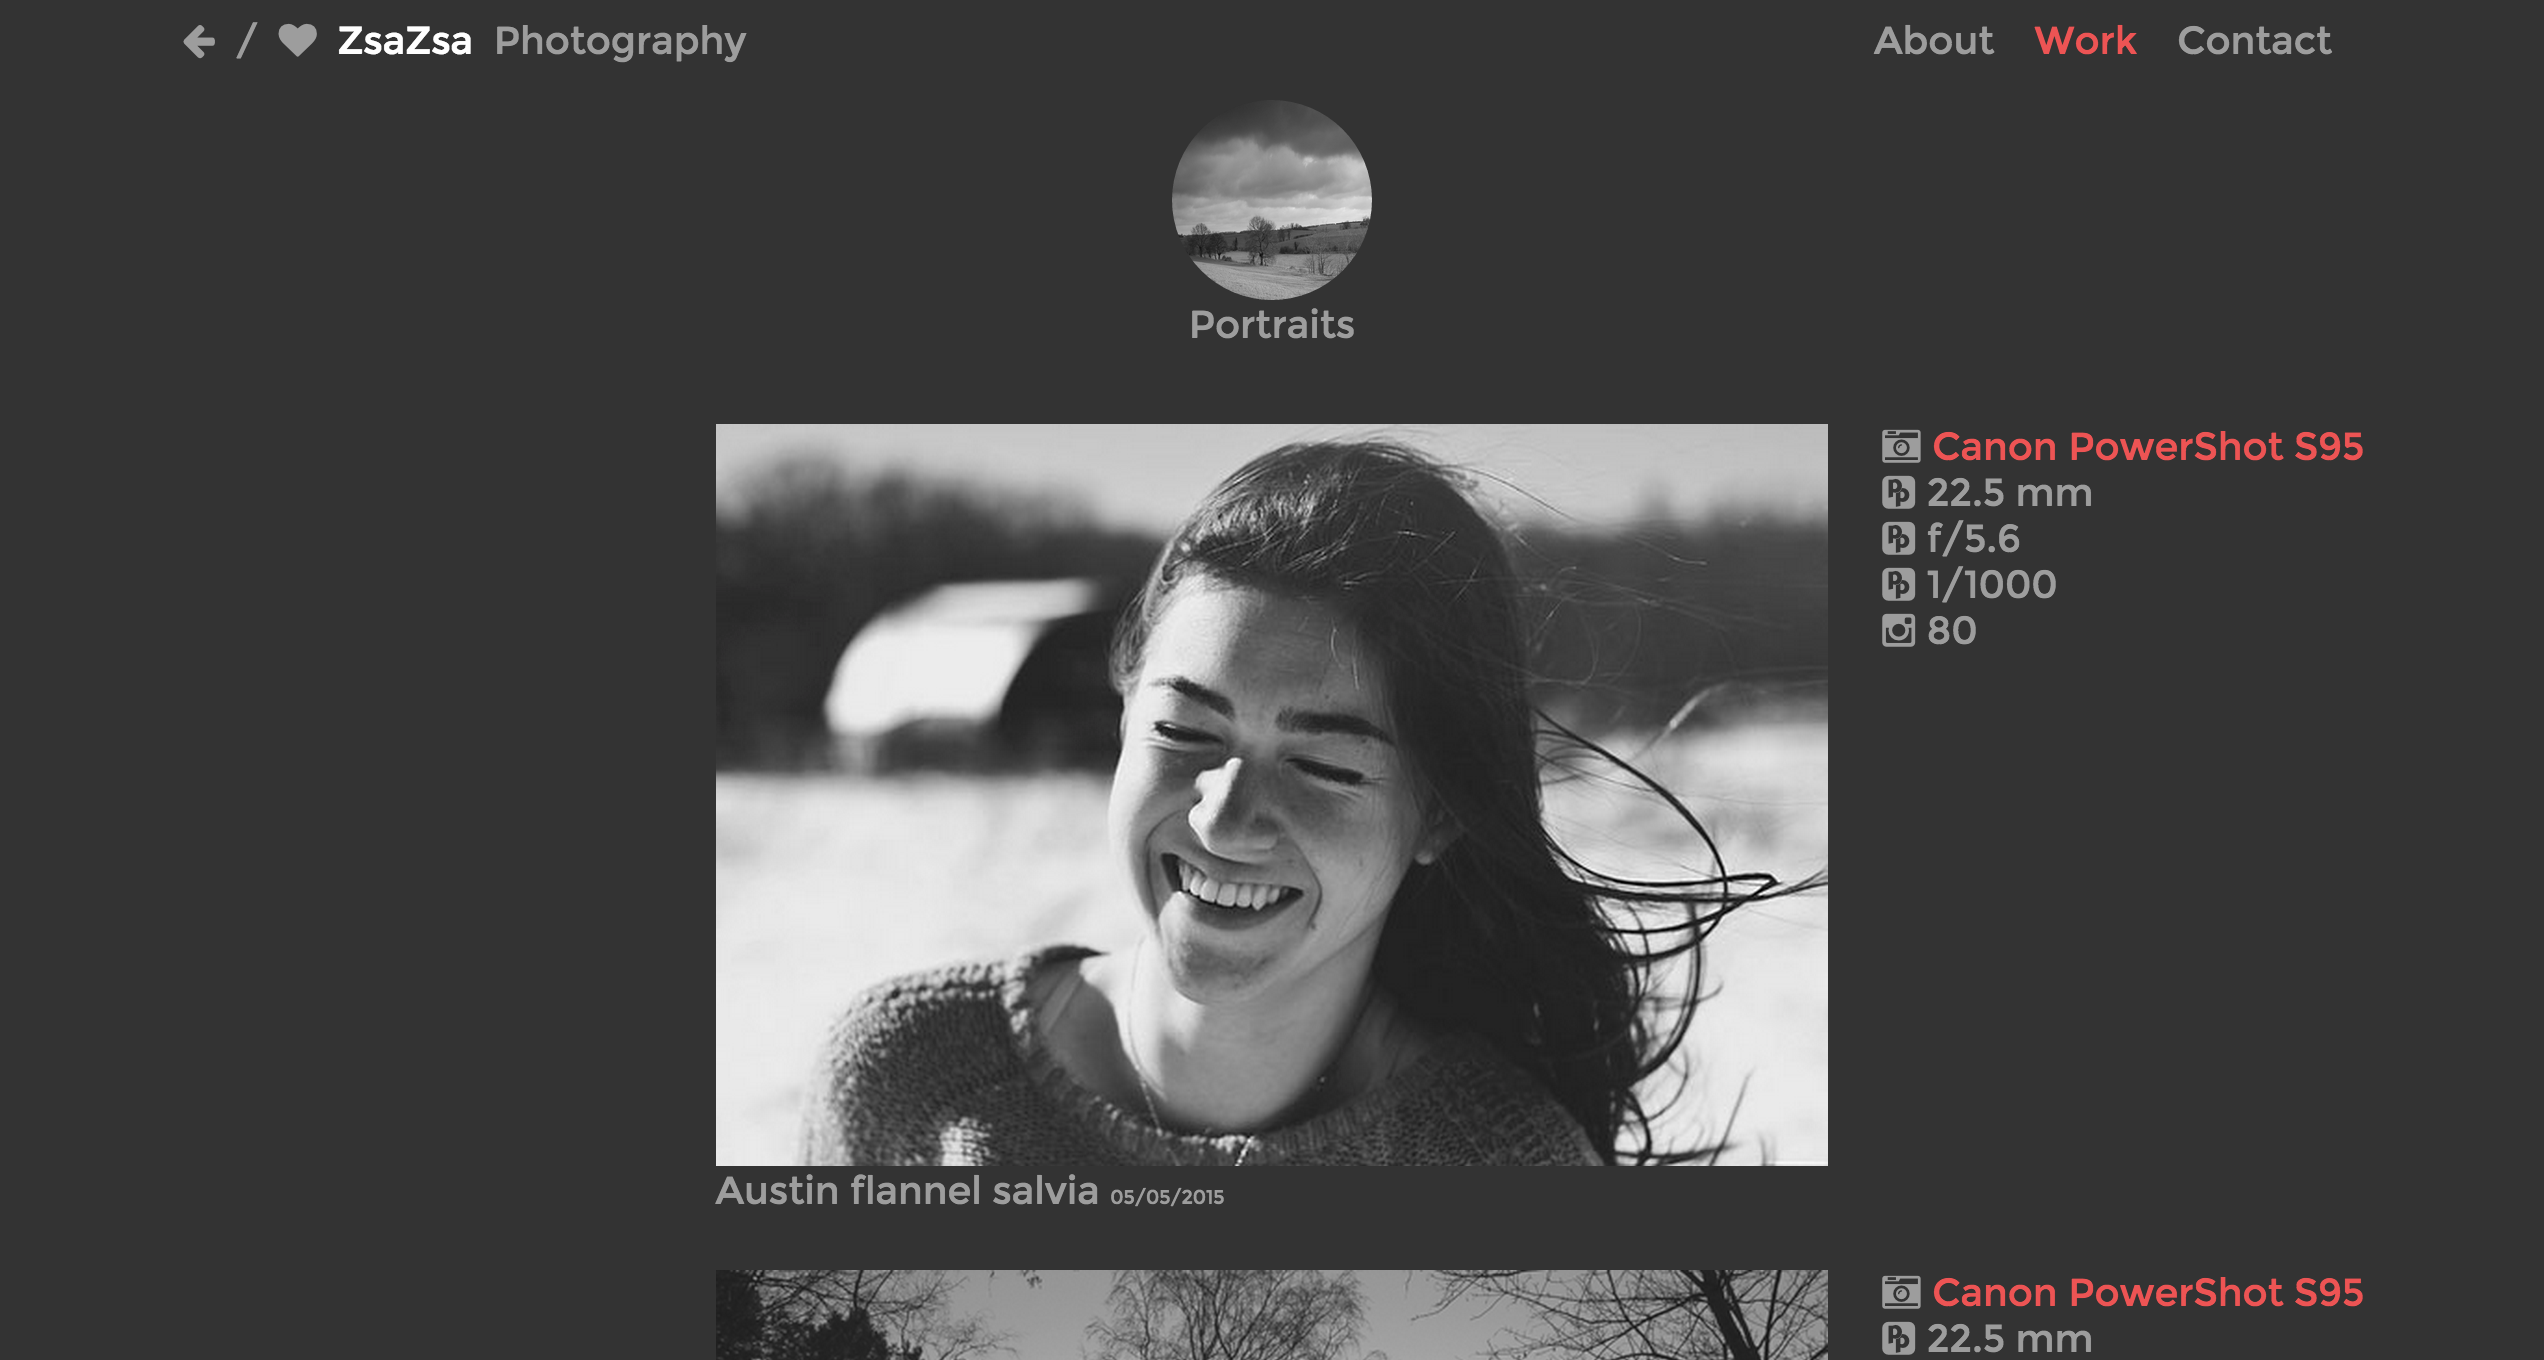 / ZsaZsa Photography
About Work Contact
Portraits
Canon PowerShot S95
22.5 mm
f/5.6
1/1000
80
Austin flannel salvia 05/05/2015
Canon PowerShot S95
22.5 mm